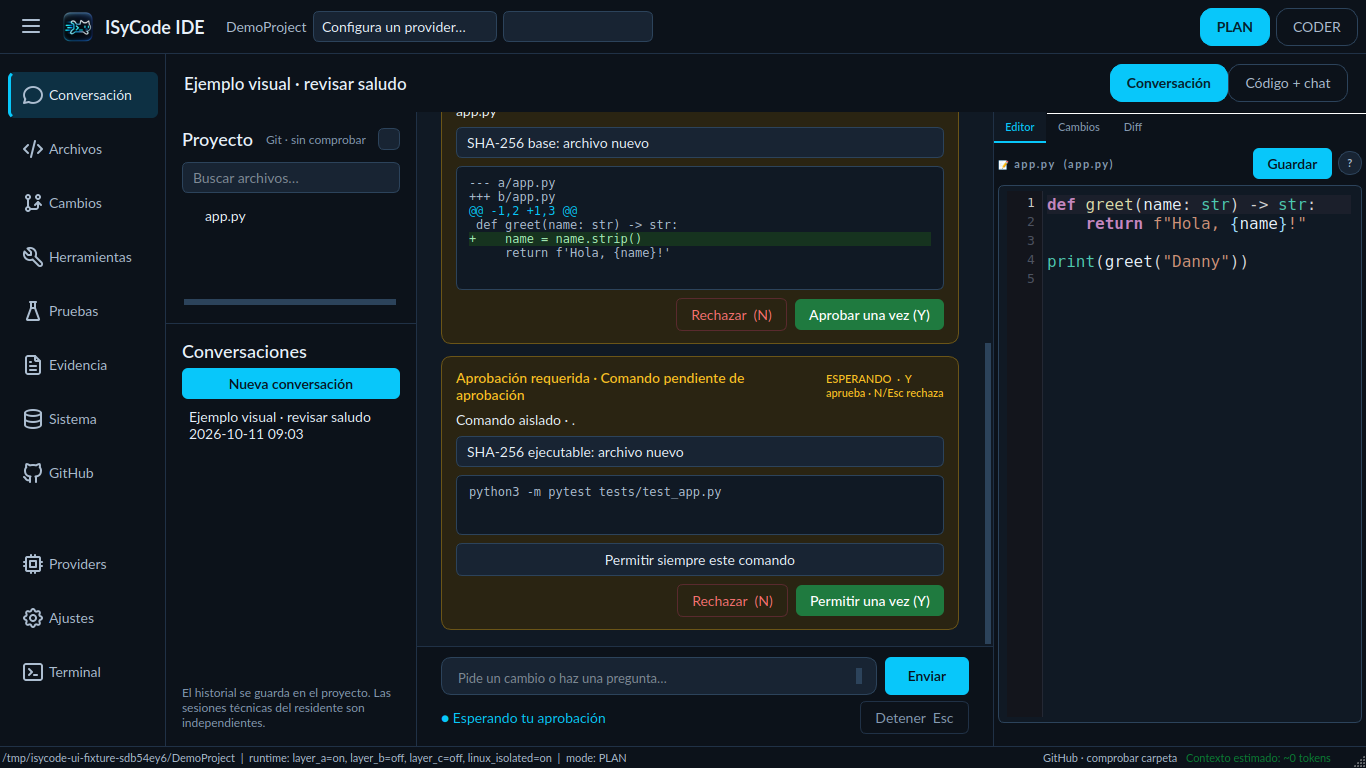 ISyCode IDE
DemoProject
Configura un provider...
PLAN
CODER
Conversación
Archivos
Cambios
Herramientas
Pruebas
Evidencia
Sistema
GitHub
Providers
Ajustes
Terminal
Ejemplo visual · revisar saludo
Conversación
Código + chat
Proyecto
Git · sin comprobar
Buscar archivos...
app.py
Conversaciones
Nueva conversación
Ejemplo visual · revisar saludo
2026-10-11 09:03
El historial se guarda en el proyecto. Las
sesiones técnicas del residente son
independientes.
app.py
SHA-256 base: archivo nuevo
--- a/app.py
+++ b/app.py
@@ -1,2 +1,3 @@
def greet(name: str) -> str:
+    name = name.strip()
return f'Hola, {name}!'
Rechazar (N)
Aprobar una vez (Y)
Aprobación requerida · Comando pendiente de
aprobación
ESPERANDO · Y
aprueba · N/Esc rechaza
Comando aislado · .
SHA-256 ejecutable: archivo nuevo
python3 -m pytest tests/test_app.py
Permitir siempre este comando
Rechazar (N)
Permitir una vez (Y)
Pide un cambio o haz una pregunta...
Enviar
● Esperando tu aprobación
Detener Esc
Editor
Cambios
Diff
app.py (app.py)
Guardar
?
1 def greet(name: str) -> str:
2     return f"Hola, {name}!"
3
4 print(greet("Danny"))
5
/tmp/isycode-ui-fixture-sdb54ey6/DemoProject | runtime: layer_a=on, layer_b=off, layer_c=off, linux_isolated=on | mode: PLAN
GitHub · comprobar carpeta
Contexto estimado: ~0 tokens